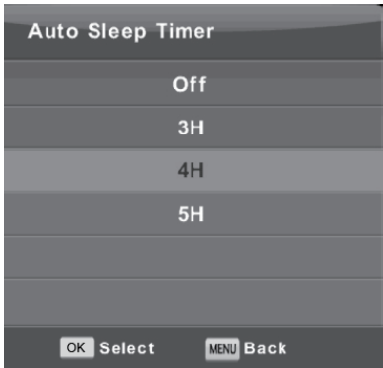 Auto Sleep Timer
Off
3H
4H
5H
OK Select MENU Back